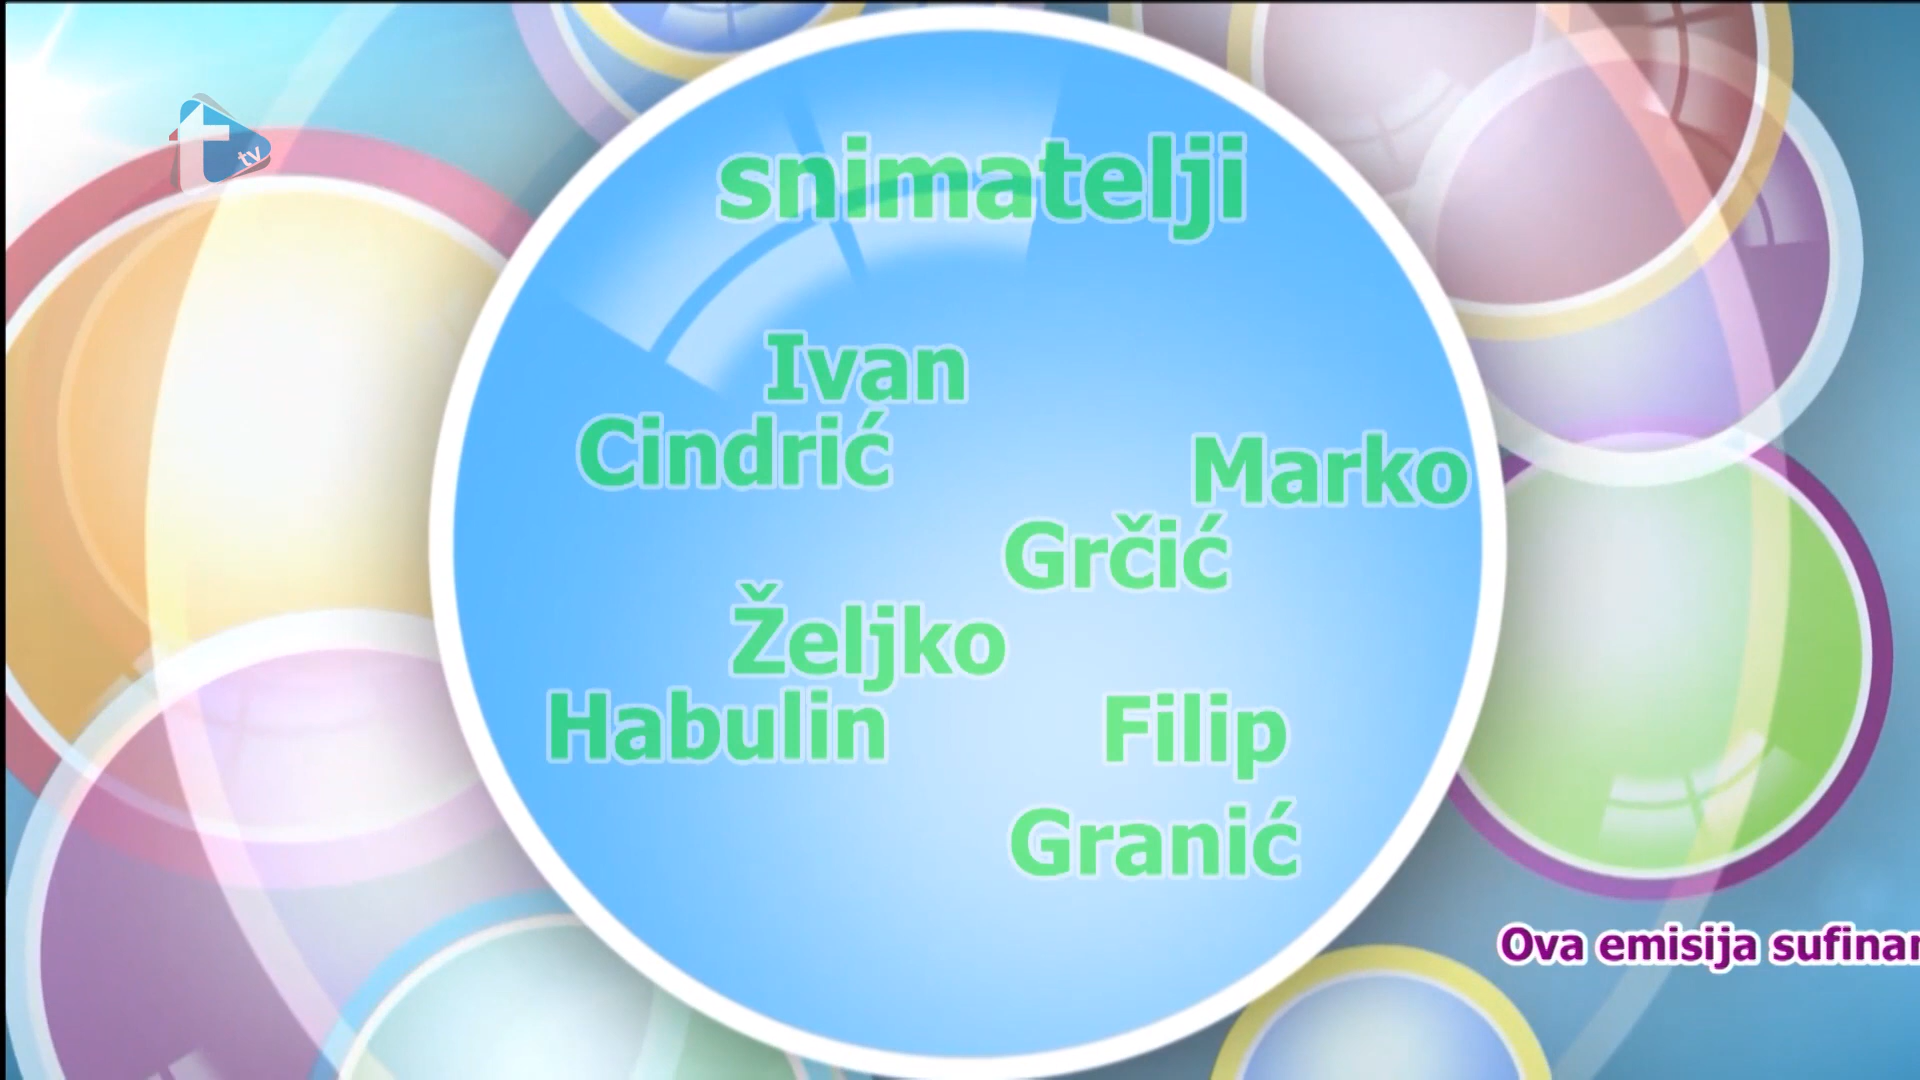 t tv
snimatelji
Ivan
Cindrić
Marko
Grčić
Željko
Habulin
Filip
Granić
Ova emisija sufinan